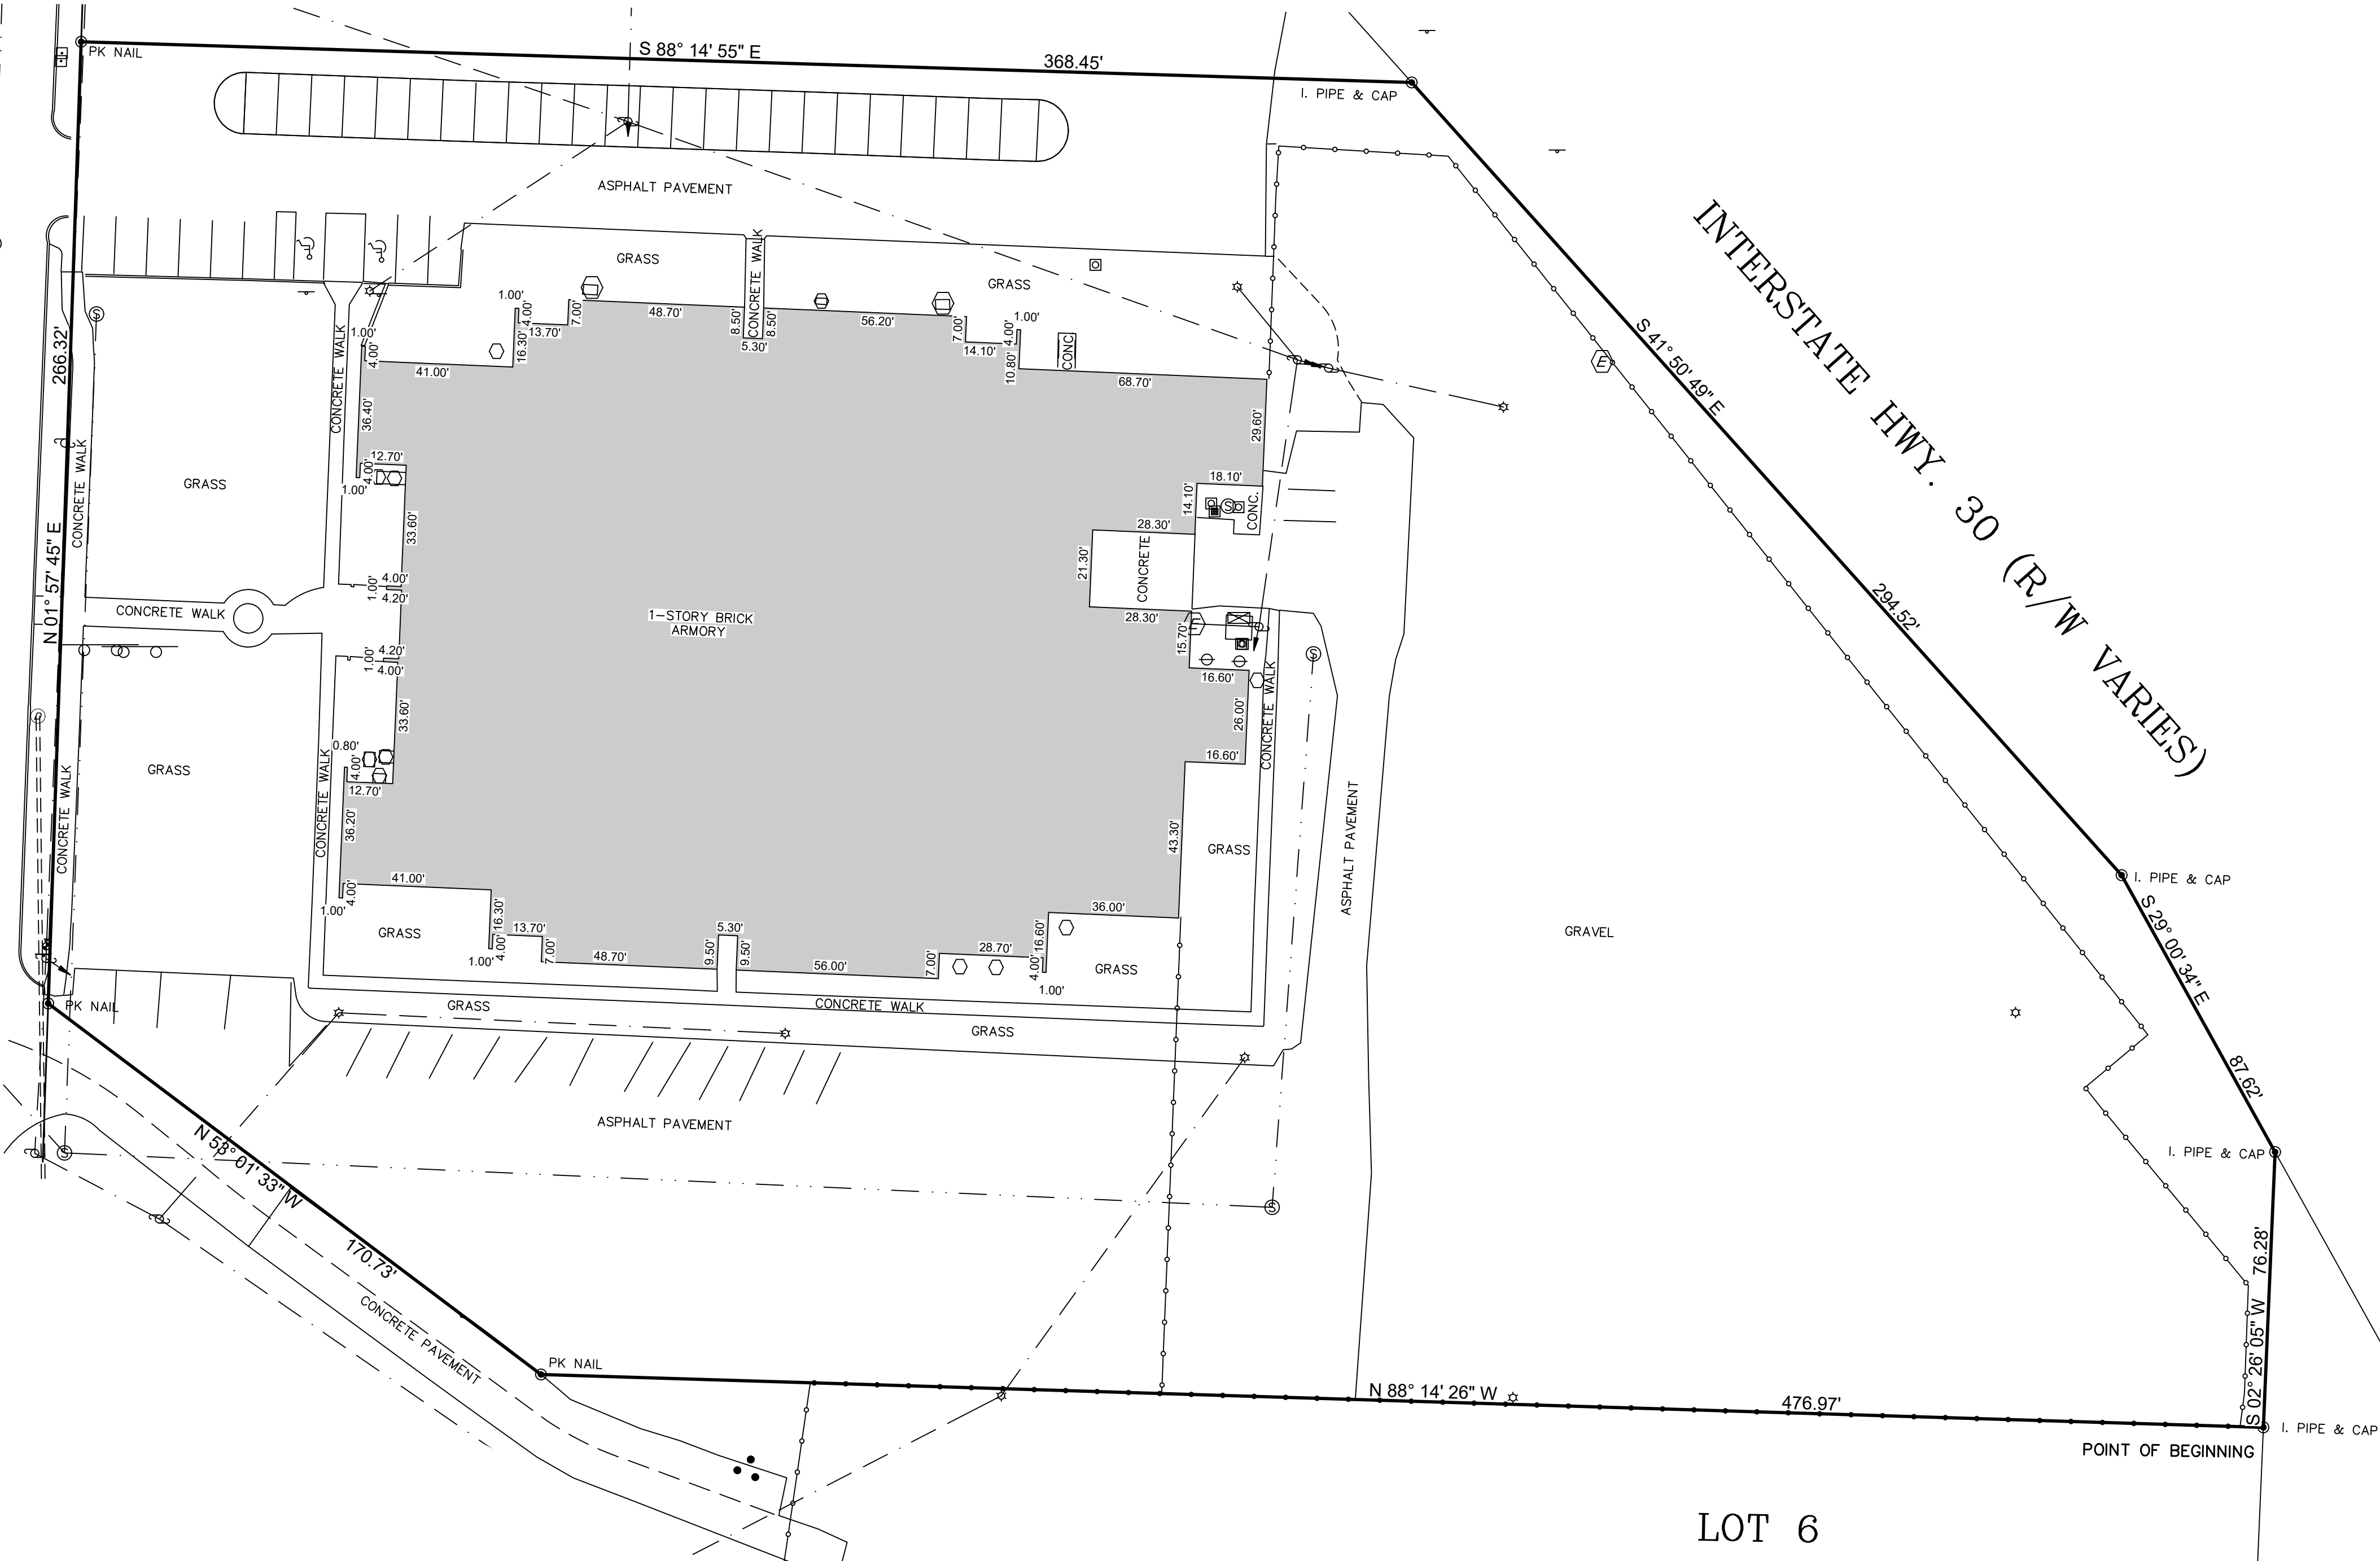 S 88° 14' 55" E
368.45'
PK NAIL
I. PIPE & CAP
ASPHALT PAVEMENT
INTERSTATE HWY. 30 (R/W VARIES)
S 41° 50' 49" E
294.52'
GRASS
CONCRETE WALK
GRASS
1.00'
4.00'
13.70'
16.30'
7.00'
48.70'
8.50'
CONCRETE WALK
8.50'
5.30'
56.20'
7.00'
14.10'
4.00'
1.00'
10.80'
CONC.
68.70'
1.00'
4.00'
41.00'
36.40'
29.60'
266.32'
N 01° 57' 45" E
S
CONCRETE WALK
GRASS
12.70'
4.00'
1.00'
33.60'
18.10'
14.10'
S
CONC.
28.30'
21.30'
CONCRETE
28.30'
E
4.00'
1.00'
4.20'
CONCRETE WALK
1-STORY BRICK
ARMORY
4.20'
1.00'
4.00'
E
15.70'
16.60'
S
CONCRETE WALK
26.00'
16.60'
33.60'
0.80'
4.00'
12.70'
GRASS
CONCRETE WALK
CONCRETE WALK
36.20'
43.30'
GRASS
ASPHALT PAVEMENT
41.00'
4.00'
1.00'
GRASS
16.30'
4.00'
1.00'
13.70'
7.00'
48.70'
9.50'
5.30'
9.50'
56.00'
7.00'
28.70'
16.60'
4.00'
1.00'
36.00'
GRASS
GRAVEL
I. PIPE & CAP
S 29° 00' 34" E
87.62'
PK NAIL
GRASS
CONCRETE WALK
GRASS
ASPHALT PAVEMENT
S
S
N 53° 01' 33" W
170.73'
I. PIPE & CAP
76.28'
S 02° 26' 05" W
CONCRETE PAVEMENT
PK NAIL
N 88° 14' 26" W
476.97'
I. PIPE & CAP
POINT OF BEGINNING
LOT 6